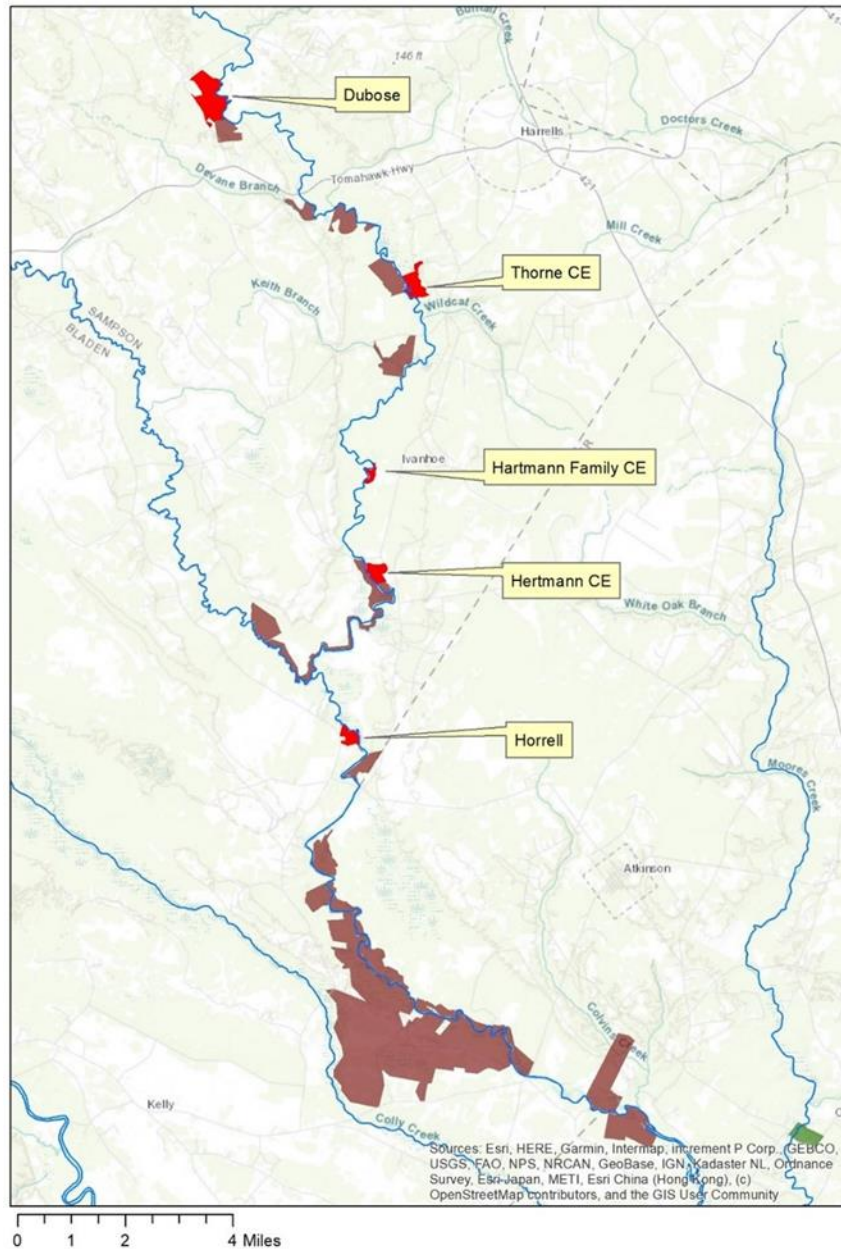 Bulltail Creek
41
146 ft
Dubose
Harrells
Doctors Creek
Tomahawk Hwy
Devane Branch
421
Mill Creek
Thorne CE
Keith Branch
Wildcat Creek
SAMPSON
BLADEN
Ivanhoe
Hartmann Family CE
Hertmann CE
White Oak Branch
Horrell
Moores Creek
Atkinson
Colvins Creek
Kelly
Colly Creek
Sources: Esri, HERE, Garmin, Intermap, increment P Corp., GEBCO,
USGS, FAO, NPS, NRCAN, GeoBase, IGN, Kadaster NL, Ordnance
Survey, Esri Japan, METI, Esri China (Hong Kong), (c)
OpenStreetMap contributors, and the GIS User Community
0 1 2 4 Miles